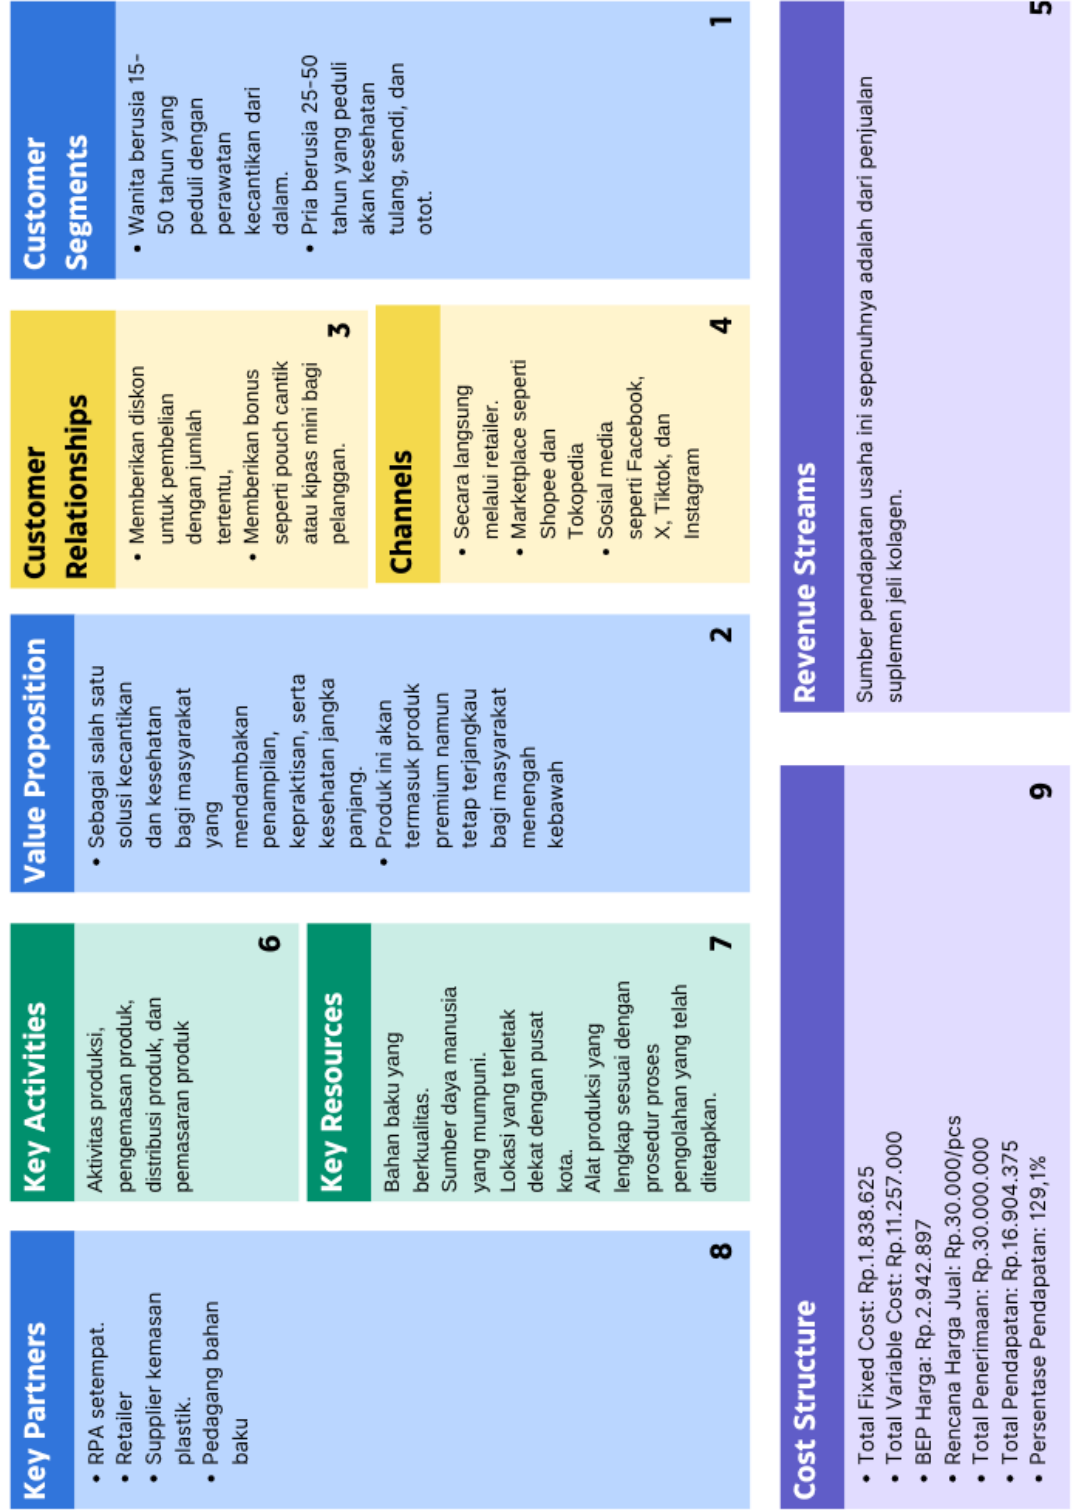 Key Partners
• RPA setempat.
• Retailer
• Supplier kemasan
plastik.
• Pedagang bahan
baku
8
Key Activities
Aktivitas produksi,
pengemasan produk,
distribusi produk, dan
pemasaran produk
6
Key Resources
Bahan baku yang
berkualitas.
Sumber daya manusia
yang mumpuni.
Lokasi yang terletak
dekat dengan pusat
kota.
Alat produksi yang
lengkap sesuai dengan
prosedur proses
pengolahan yang telah
ditetapkan.
7
Value Proposition
• Sebagai salah satu
solusi kecantikan
dan kesehatan
bagi masyarakat
yang
mendambakan
penampilan,
kepraktisan, serta
kesehatan jangka
panjang.
• Produk ini akan
termasuk produk
premium namun
tetap terjangkau
bagi masyarakat
menengah
kebawah
2
Customer
Relationships
• Memberikan diskon
untuk pembelian
dengan jumlah
tertentu,
• Memberikan bonus
seperti pouch cantik
atau kipas mini bagi
pelanggan.
3
Channels
• Secara langsung
melalui retailer.
• Marketplace seperti
Shopee dan
Tokopedia
• Sosial media
seperti Facebook,
X, Tiktok, dan
Instagram
4
Customer
Segments
• Wanita berusia 15-
50 tahun yang
peduli dengan
perawatan
kecantikan dari
dalam.
• Pria berusia 25-50
tahun yang peduli
akan kesehatan
tulang, sendi, dan
otot.
1
Cost Structure
• Total Fixed Cost: Rp.1.838.625
• Total Variable Cost: Rp.11.257.000
• BEP Harga: Rp.2.942.897
• Rencana Harga Jual: Rp.30.000/pcs
• Total Penerimaan: Rp.30.000.000
• Total Pendapatan: Rp.16.904.375
• Persentase Pendapatan: 129,1%
9
Revenue Streams
Sumber pendapatan usaha ini sepenuhnya adalah dari penjualan
suplemen jeli kolagen.
5